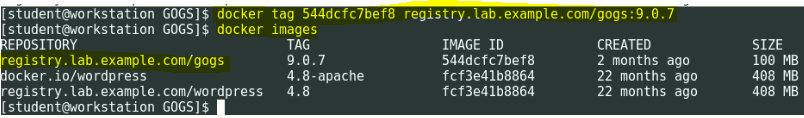 [student@workstation GOGS]$ docker tag 544dcfc7bef8 registry.lab.example.com/gogs:9.0.7
[student@workstation GOGS]$ docker images
REPOSITORY TAG IMAGE ID CREATED SIZE
registry.lab.example.com/gogs 9.0.7 544dcfc7bef8 2 months ago 100 MB
docker.io/wordpress 4.8-apache fcf3e41b8864 22 months ago 408 MB
registry.lab.example.com/wordpress 4.8 fcf3e41b8864 22 months ago 408 MB
[student@workstation GOGS]$